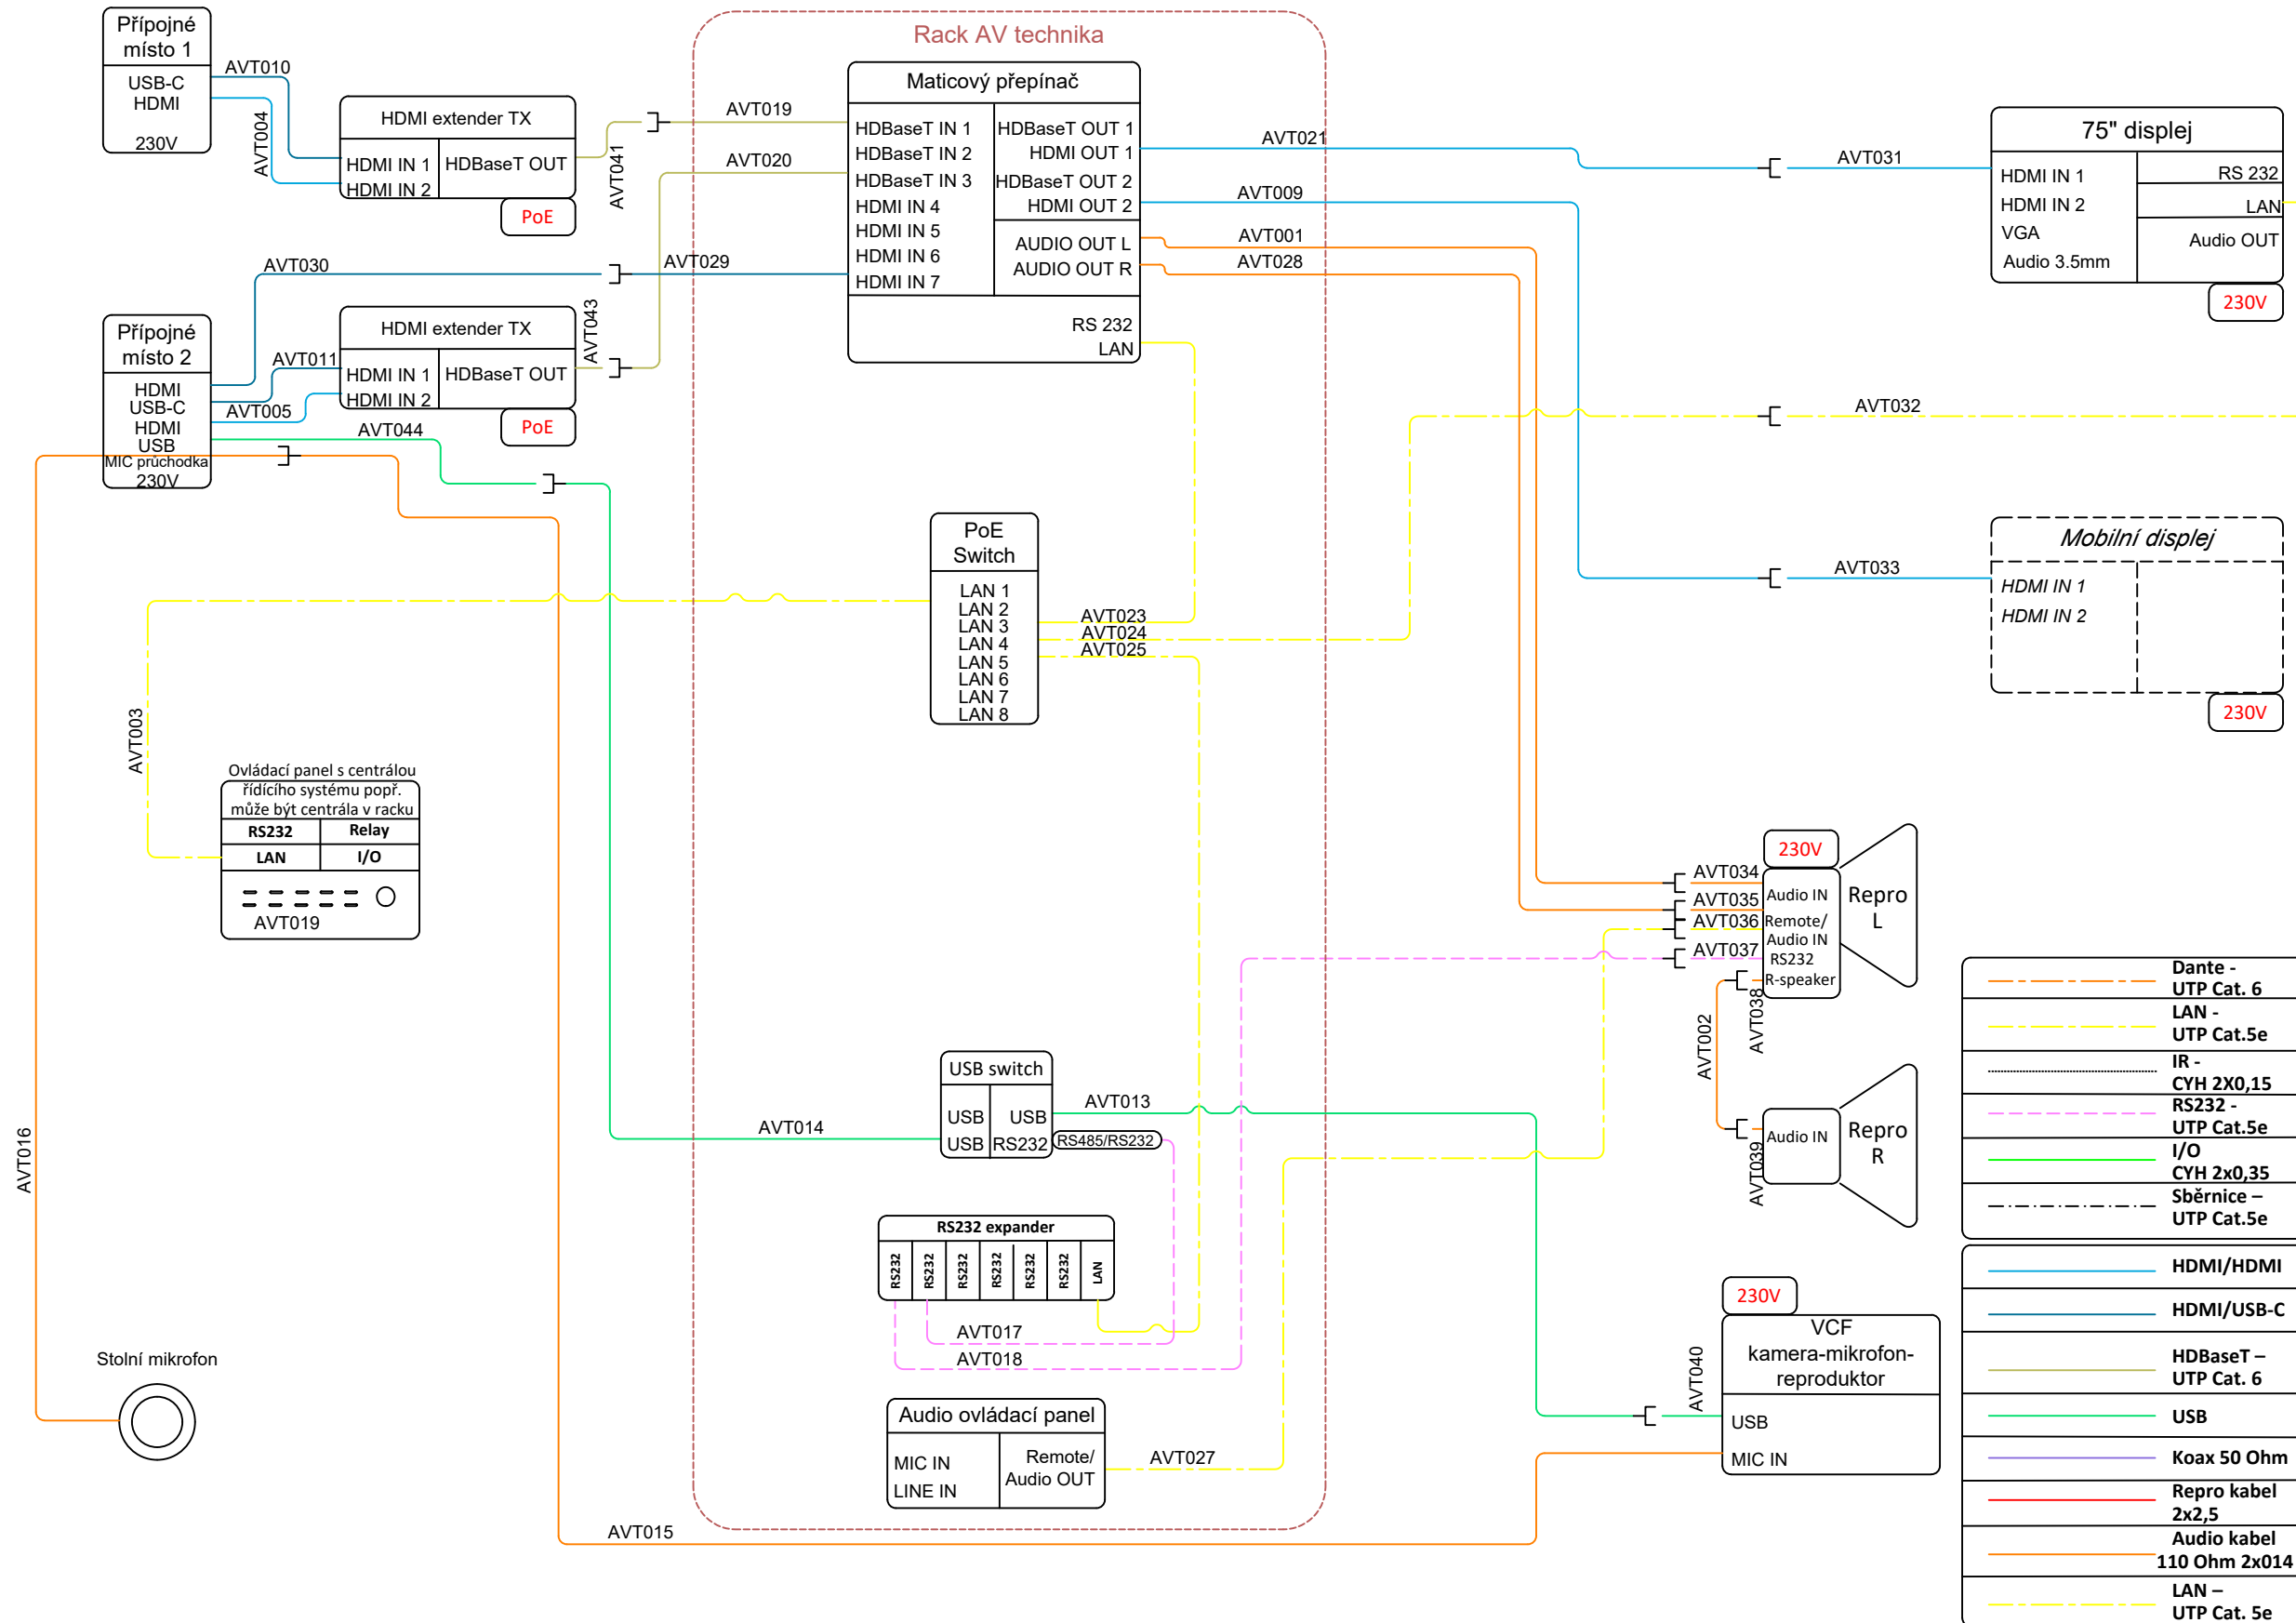 Přípojné
místo 1
USB-C
HDMI
230V
AVT010
AVT004
HDMI extender TX
HDMI IN 1
HDMI IN 2
HDBaseT OUT
PoE
AVT041
Rack AV technika
AVT019
AVT020
Maticový přepínač
HDBaseT IN 1
HDBaseT IN 2
HDBaseT IN 3
HDMI IN 4
HDMI IN 5
HDMI IN 6
HDMI IN 7
HDBaseT OUT 1
HDMI OUT 1
HDBaseT OUT 2
HDMI OUT 2
AUDIO OUT L
AUDIO OUT R
RS 232
LAN
AVT021
AVT009
AVT001
AVT028
AVT031
75" displej
HDMI IN 1
HDMI IN 2
VGA
Audio 3.5mm
RS 232
LAN
Audio OUT
230V
AVT030
AVT029
Přípojné
místo 2
HDMI
USB-C
HDMI
USB
MIC průchodka
230V
AVT011
AVT005
AVT044
HDMI extender TX
HDMI IN 1
HDMI IN 2
HDBaseT OUT
PoE
AVT043
AVT032
PoE
Switch
LAN 1
LAN 2
LAN 3
LAN 4
LAN 5
LAN 6
LAN 7
LAN 8
AVT023
AVT024
AVT025
AVT033
Mobilní displej
HDMI IN 1
HDMI IN 2
230V
AVT003
Ovládací panel s centrálou
řídícího systému popř.
může být centrála v racku
RS232
Relay
LAN
I/O
AVT019
230V
AVT034
AVT035
AVT036
AVT037
Audio IN
Remote/
Audio IN
RS232
R-speaker
Repro
L
AVT038
AVT002
AVT039
Audio IN
Repro
R
USB switch
USB
USB
USB
RS232
RS485/RS232
AVT013
AVT014
AVT016
RS232 expander
RS232
RS232
RS232
RS232
RS232
RS232
LAN
AVT017
AVT018
Stolní mikrofon
Audio ovládací panel
MIC IN
LINE IN
Remote/
Audio OUT
AVT027
AVT015
AVT040
230V
VCF
kamera-mikrofon-
reproduktor
USB
MIC IN
Dante -
UTP Cat. 6
LAN -
UTP Cat.5e
IR -
CYH 2X0,15
RS232 -
UTP Cat.5e
I/O
CYH 2x0,35
Sběrnice –
UTP Cat.5e
HDMI/HDMI
HDMI/USB-C
HDBaseT –
UTP Cat. 6
USB
Koax 50 Ohm
Repro kabel
2x2,5
Audio kabel
110 Ohm 2x014
LAN –
UTP Cat. 5e